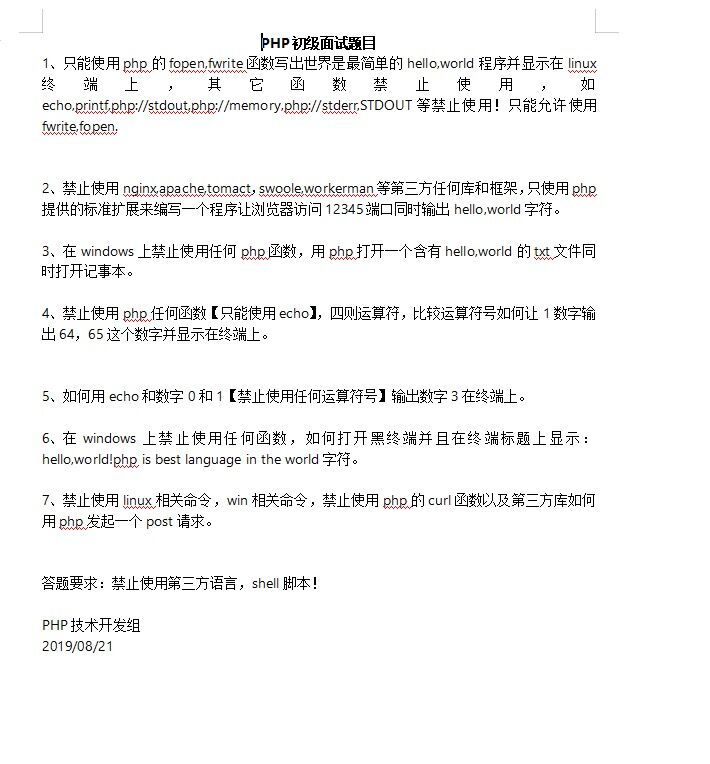 PHP初级面试题目
1、只能使用 php 的 fopen,fwrite 函数写出世界是最简单的 hello,world 程序并显示在 linux
终端上，其它函数禁止使用，如
echo,printf,php://stdout,php://memory,php://stderr,STDOUT 等禁止使用！只能允许使用
fwrite,fopen.
2、禁止使用 nginx,apache,tomact，swoole,workerman 等第三方任何库和框架，只使用 php
提供的标准扩展来编写一个程序让浏览器访问 12345 端口同时输出 hello,world 字符。
3、在 windows 上禁止使用任何 php 函数，用 php 打开一个含有 hello,world 的 txt 文件同
时打开记事本。
4、禁止使用 php 任何函数【只能使用 echo】，四则运算符，比较运算符号如何让 1 数字输
出 64，65 这个数字并显示在终端上。
5、如何用 echo 和数字 0 和 1【禁止使用任何运算符号】输出数字 3 在终端上。
6、在 windows 上禁止使用任何函数，如何打开黑终端并且在终端标题上显示：
hello,world!php is best language in the world 字符。
7、禁止使用 linux 相关命令，win 相关命令，禁止使用 php 的 curl 函数以及第三方库如何
用 php 发起一个 post 请求。
答题要求：禁止使用第三方语言，shell 脚本！
PHP 技术开发组
2019/08/21